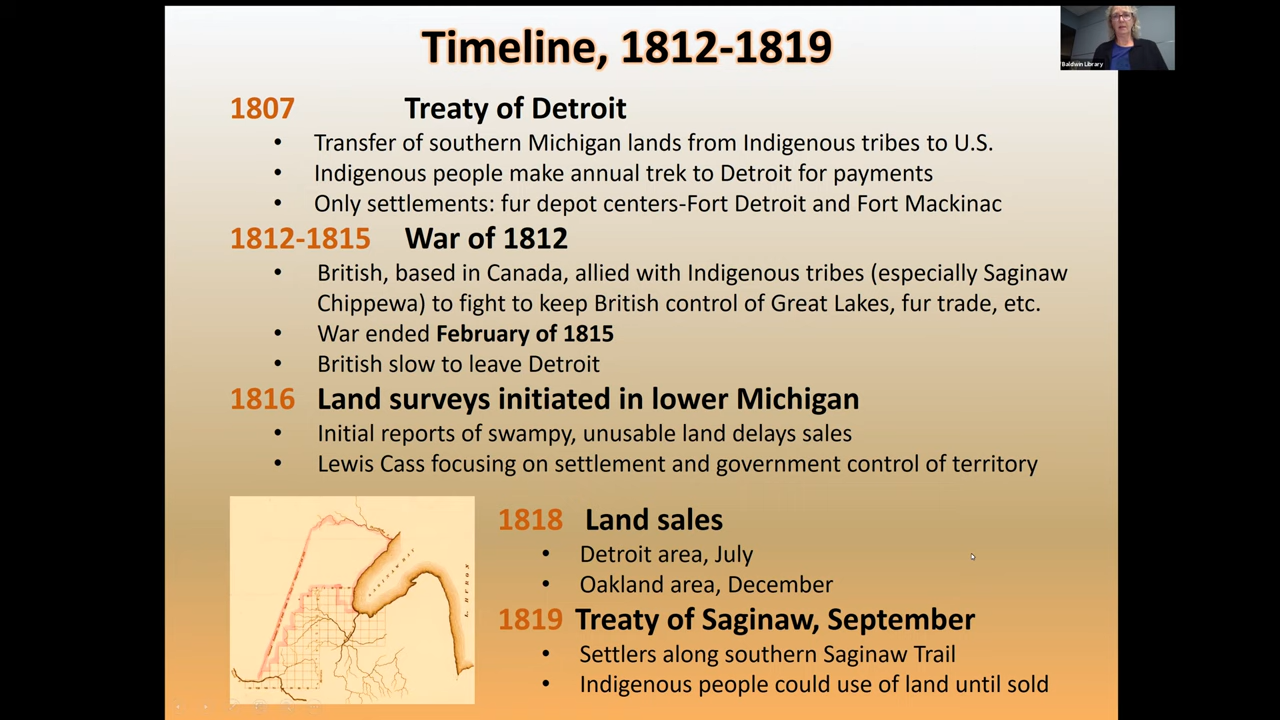 Timeline, 1812-1819
Baldwin Library
1807 Treaty of Detroit
• Transfer of southern Michigan lands from Indigenous tribes to U.S.
• Indigenous people make annual trek to Detroit for payments
• Only settlements: fur depot centers-Fort Detroit and Fort Mackinac
1812-1815 War of 1812
• British, based in Canada, allied with Indigenous tribes (especially Saginaw
Chippewa) to fight to keep British control of Great Lakes, fur trade, etc.
• War ended February of 1815
• British slow to leave Detroit
1816 Land surveys initiated in lower Michigan
• Initial reports of swampy, unusable land delays sales
• Lewis Cass focusing on settlement and government control of territory
1818 Land sales
• Detroit area, July
• Oakland area, December
1819 Treaty of Saginaw, September
• Settlers along southern Saginaw Trail
• Indigenous people could use of land until sold